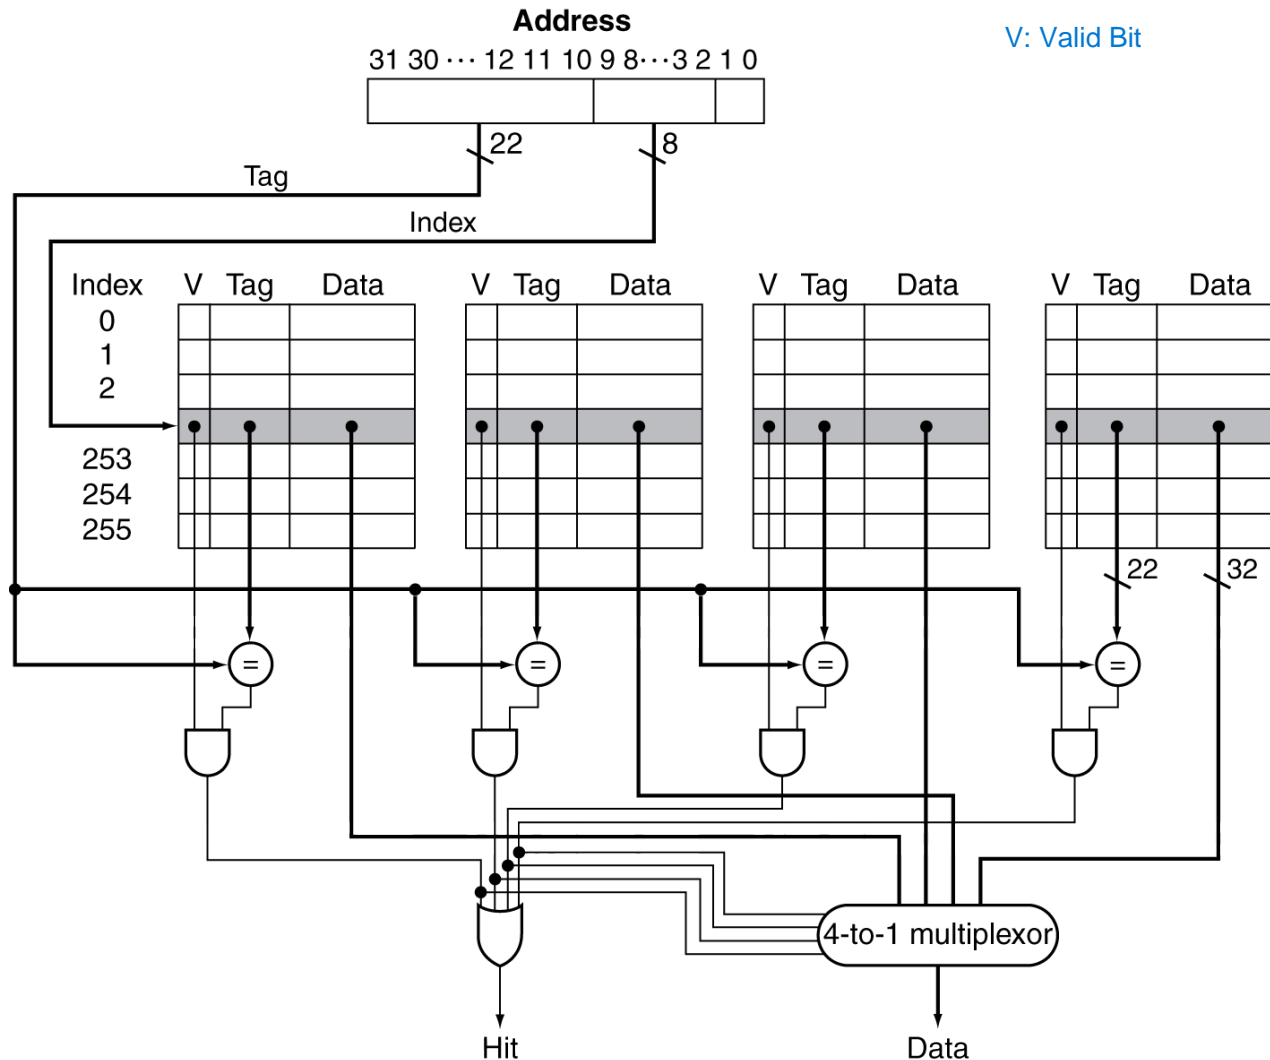 Address
V: Valid Bit
31 30 ··· 12 11 10 9 8···3 2 1 0
22
8
Tag
Index
Index V Tag Data V Tag Data V Tag Data V Tag Data
0
1
2
253
254
255
22 32
= = = =
4-to-1 multiplexor
Hit Data